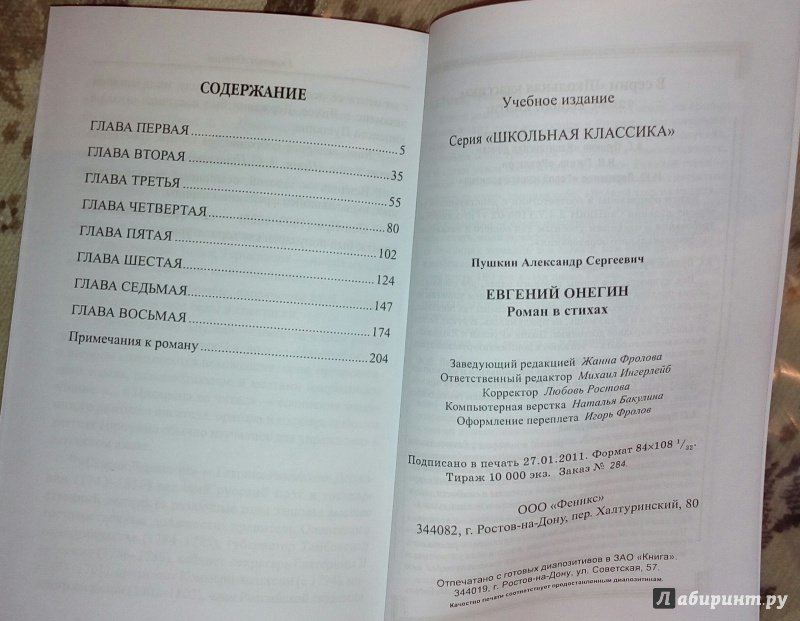 СОДЕРЖАНИЕ
ГЛАВА ПЕРВАЯ....................5
ГЛАВА ВТОРАЯ....................35
ГЛАВА ТРЕТЬЯ....................55
ГЛАВА ЧЕТВЕРТАЯ....................80
ГЛАВА ПЯТАЯ....................102
ГЛАВА ШЕСТАЯ....................124
ГЛАВА СЕДЬМАЯ....................147
ГЛАВА ВОСЬМАЯ....................174
Примечания к роману....................204
Учебное издание
Серия «ШКОЛЬНАЯ КЛАССИКА»
Пушкин Александр Сергеевич
ЕВГЕНИЙ ОНЕГИН
Роман в стихах
Заведующий редакцией Жанна Фролова
Ответственный редактор Михаил Ингерлейб
Корректор Любовь Ростова
Компьютерная верстка Наталья Бакулина
Оформление переплета Игорь Фролов
Подписано в печать 27.01.2011. Формат 84×108 1/32.
Тираж 10 000 экз. Заказ № 284.
ООО «Феникс»
344082, г. Ростов-на-Дону, пер. Халтуринский, 80
Отпечатано с готовых диапозитивов в ЗАО «Книга».
344019, г. Ростов-на-Дону, ул. Советская, 57.
Качество печати соответствует предоставленным диапозитивам.
Лабиринт.ру